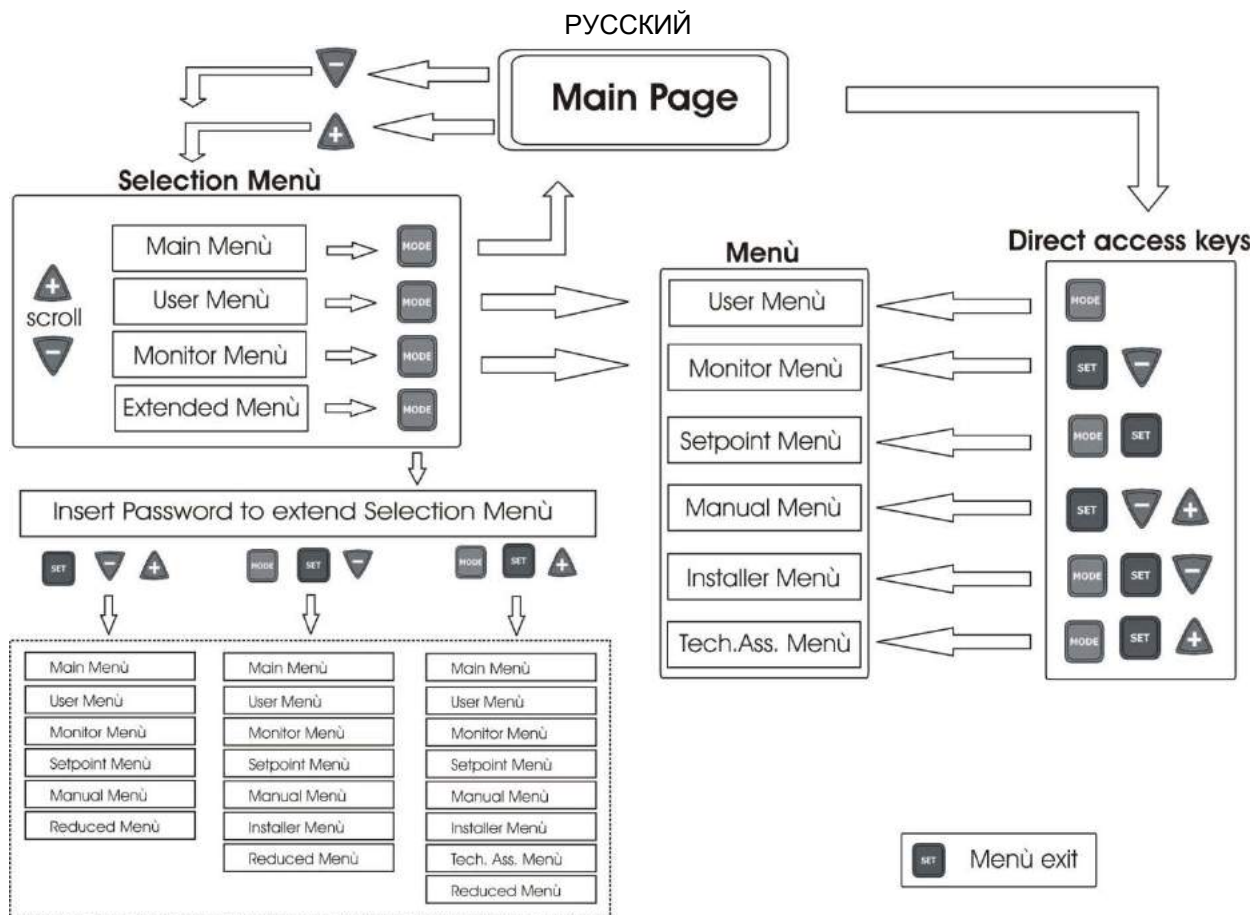 РУССКИЙ
Main Page
−
+
Selection Menù
Main Menù
MODE
User Menù
MODE
Monitor Menù
MODE
Extended Menù
MODE
+
scroll
−
Insert Password to extend Selection Menù
SET − +
MODE SET −
MODE SET +
Main Menù
User Menù
Monitor Menù
Setpoint Menù
Manual Menù
Reduced Menù
Main Menù
User Menù
Monitor Menù
Setpoint Menù
Manual Menù
Installer Menù
Reduced Menù
Main Menù
User Menù
Monitor Menù
Setpoint Menù
Manual Menù
Installer Menù
Tech. Ass. Menù
Reduced Menù
Menù
User Menù
Monitor Menù
Setpoint Menù
Manual Menù
Installer Menù
Tech.Ass. Menù
Direct access keys
MODE
SET −
MODE SET
SET − +
MODE SET −
MODE SET +
SET Menù exit